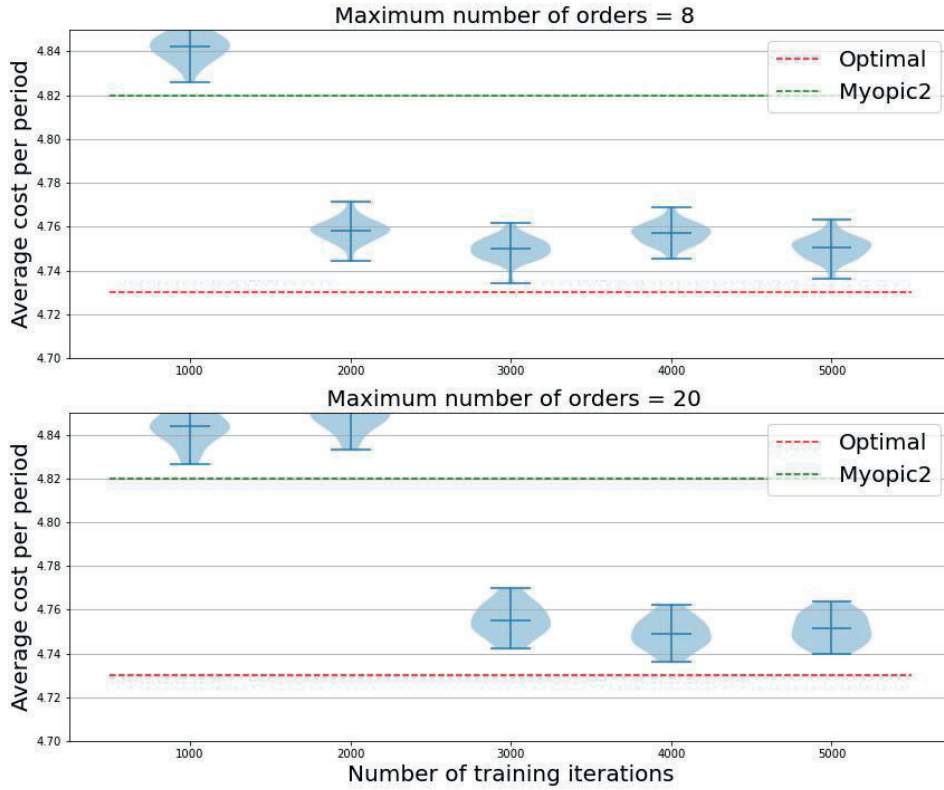 Maximum number of orders = 8
Average cost per period
4.84
4.82
4.80
4.78
4.76
4.74
4.72
4.70
Optimal
Myopic2
1000 2000 3000 4000 5000
Maximum number of orders = 20
Average cost per period
4.84
4.82
4.80
4.78
4.76
4.74
4.72
4.70
Optimal
Myopic2
1000 2000 3000 4000 5000
Number of training iterations